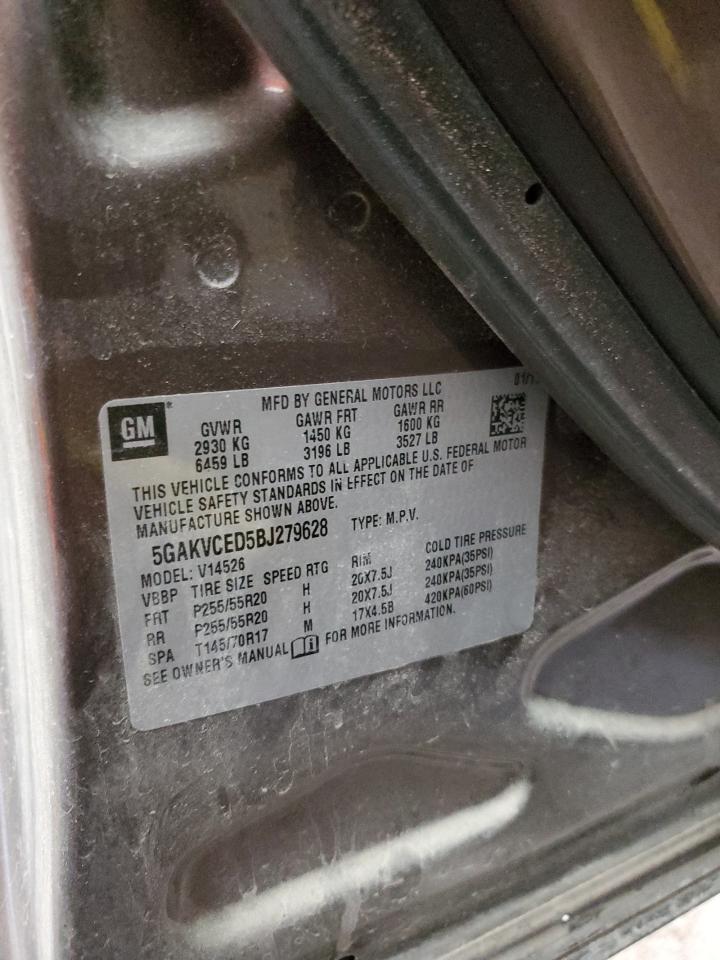 MFD BY GENERAL MOTORS LLC 01/1
GM GVWR GAWR FRT GAWR RR
2930 KG 1450 KG 1600 KG
6459 LB 3196 LB 3527 LB
THIS VEHICLE CONFORMS TO ALL APPLICABLE U.S. FEDERAL MOTOR
VEHICLE SAFETY STANDARDS IN EFFECT ON THE DATE OF
MANUFACTURE SHOWN ABOVE.
5GAKVCED5BJ279628 TYPE: M.P.V.
MODEL: V14526
VBBP TIRE SIZE SPEED RTG RIM COLD TIRE PRESSURE
FRT P255/55R20 H 20X7.5J 240KPA(35PSI)
RR P255/55R20 H 20X7.5J 240KPA(35PSI)
SPA T145/70R17 M 17X4.5B 420KPA(60PSI)
SEE OWNER'S MANUAL FOR MORE INFORMATION.